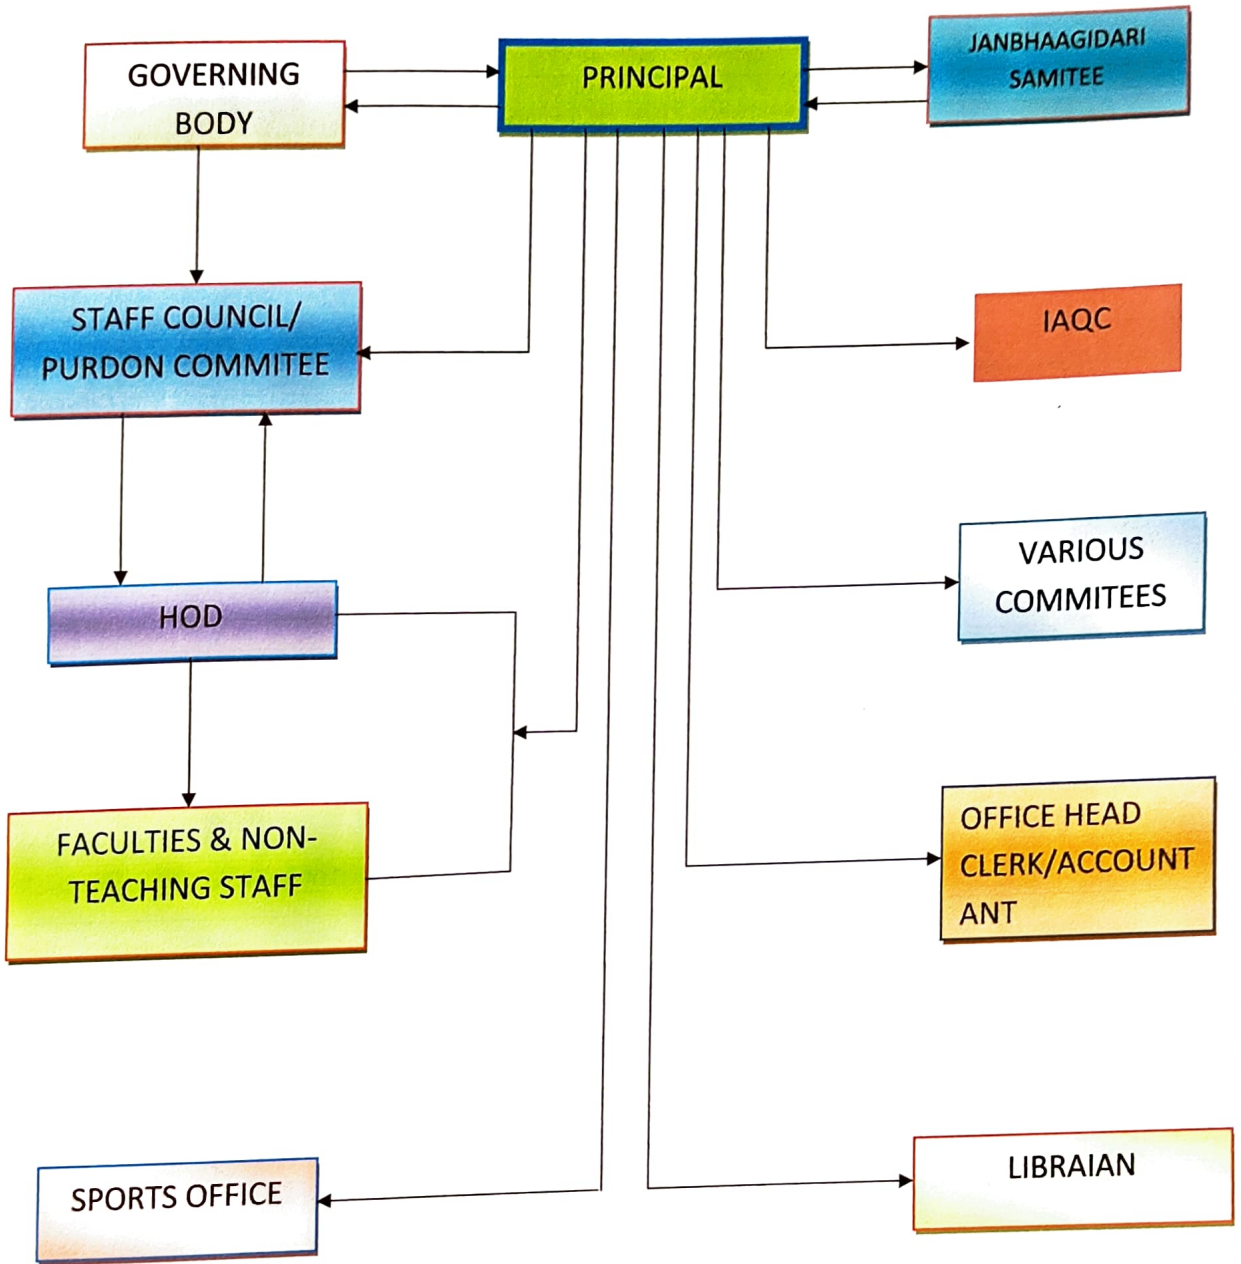 GOVERNING
BODY
PRINCIPAL
JANBHAAGIDARI
SAMITEE
STAFF COUNCIL/
PURDON COMMITEE
IAQC
HOD
VARIOUS
COMMITEES
FACULTIES & NON-
TEACHING STAFF
OFFICE HEAD
CLERK/ACCOUNT
ANT
SPORTS OFFICE
LIBRAIAN